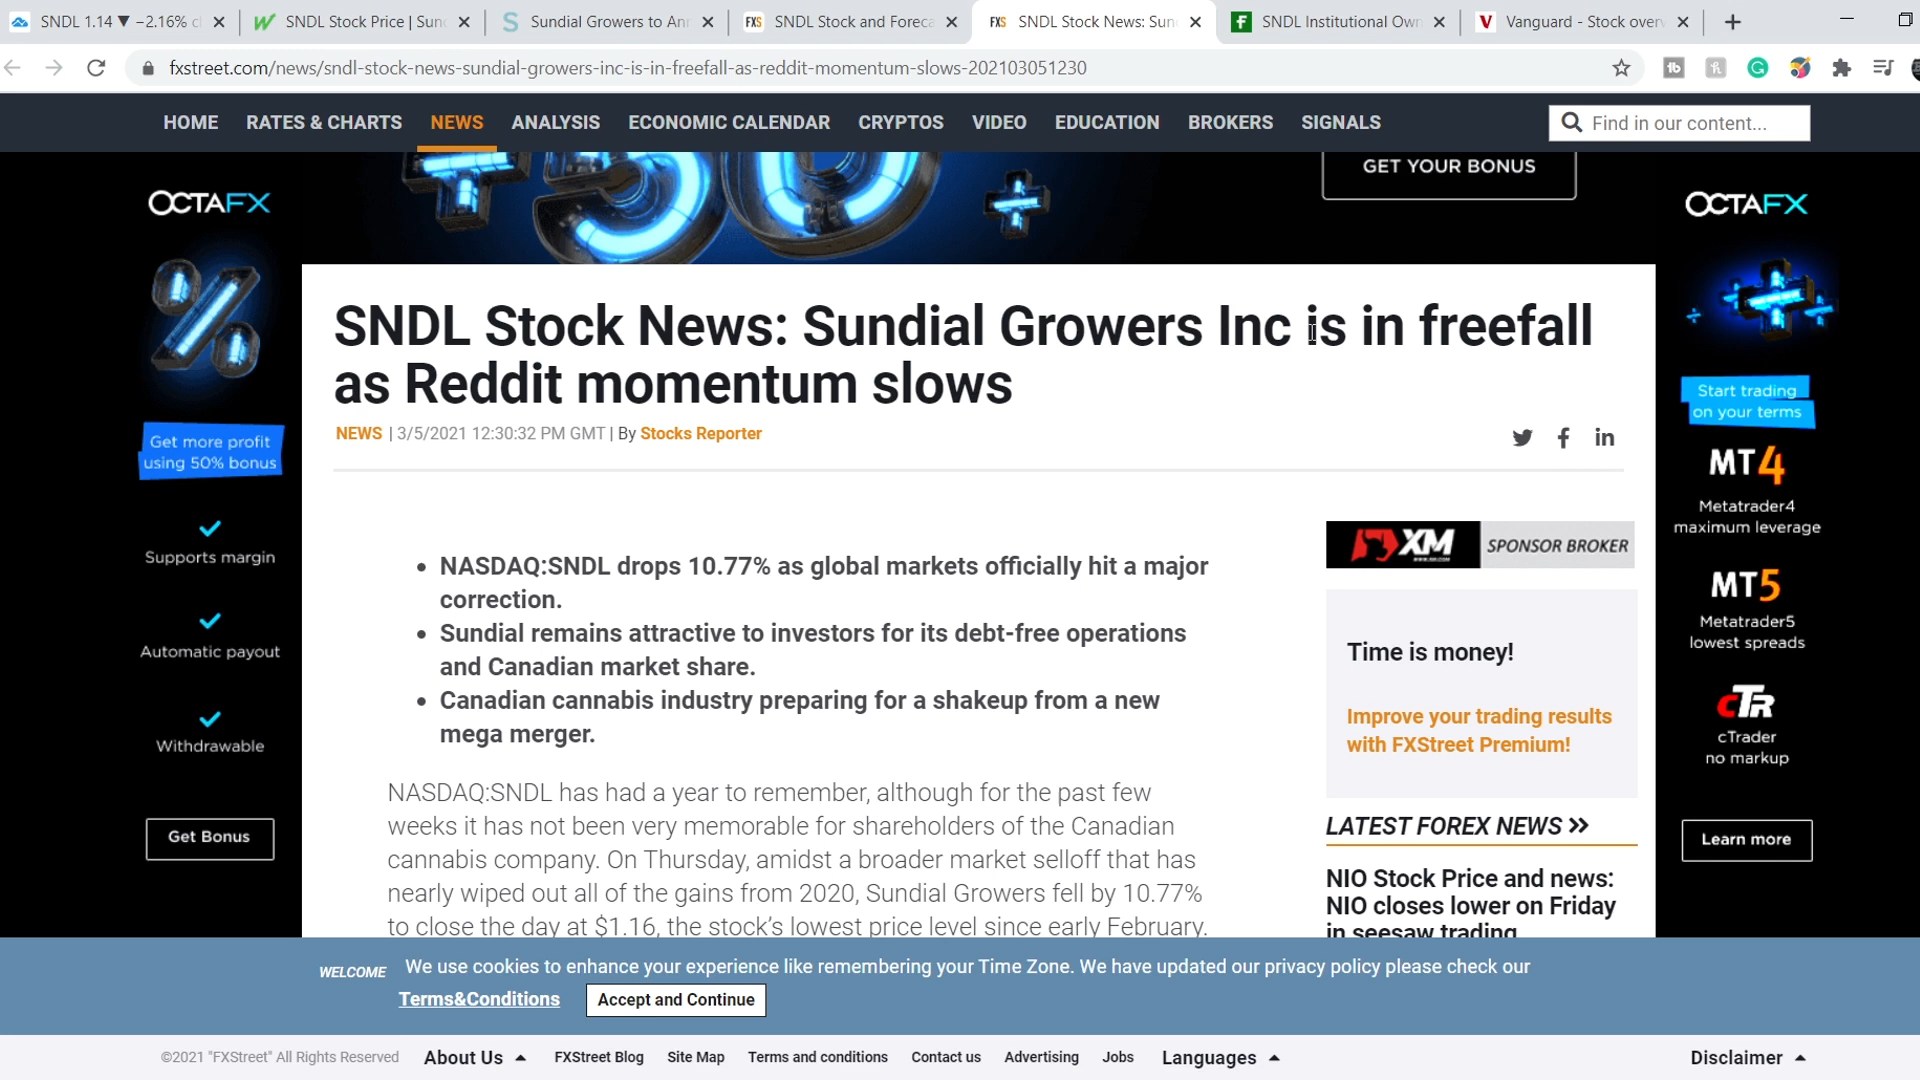 SNDL 1.14 ▼ −2.16%
SNDL Stock Price | Sun
Sundial Growers to An
FXS SNDL Stock and Foreca
FXS SNDL Stock News: Sun
SNDL Institutional Own
Vanguard - Stock over
fxstreet.com/news/sndl-stock-news-sundial-growers-inc-is-in-freefall-as-reddit-momentum-slows-202103051230
HOME RATES & CHARTS NEWS ANALYSIS ECONOMIC CALENDAR CRYPTOS VIDEO EDUCATION BROKERS SIGNALS
Find in our content...
+50
GET YOUR BONUS
OCTAFX
%
Get more profit
using 50% bonus
Supports margin
Automatic payout
Withdrawable
Get Bonus
SNDL Stock News: Sundial Growers Inc is in freefall
as Reddit momentum slows
NEWS | 3/5/2021 12:30:32 PM GMT | By Stocks Reporter
• NASDAQ:SNDL drops 10.77% as global markets officially hit a major
correction.
• Sundial remains attractive to investors for its debt-free operations
and Canadian market share.
• Canadian cannabis industry preparing for a shakeup from a new
mega merger.
NASDAQ:SNDL has had a year to remember, although for the past few
weeks it has not been very memorable for shareholders of the Canadian
cannabis company. On Thursday, amidst a broader market selloff that has
nearly wiped out all of the gains from 2020, Sundial Growers fell by 10.77%
to close the day at $1.16, the stock's lowest price level since early February.
XM SPONSOR BROKER
Time is money!
Improve your trading results
with FXStreet Premium!
LATEST FOREX NEWS »
NIO Stock Price and news:
NIO closes lower on Friday
in seesaw trading
OCTAFX
Start trading
on your terms
MT4
Metatrader4
maximum leverage
MT5
Metatrader5
lowest spreads
cTR
cTrader
no markup
Learn more
WELCOME We use cookies to enhance your experience like remembering your Time Zone. We have updated our privacy policy please check our
Terms&Conditions Accept and Continue
©2021 "FXStreet" All Rights Reserved About Us FXStreet Blog Site Map Terms and conditions Contact us Advertising Jobs Languages Disclaimer